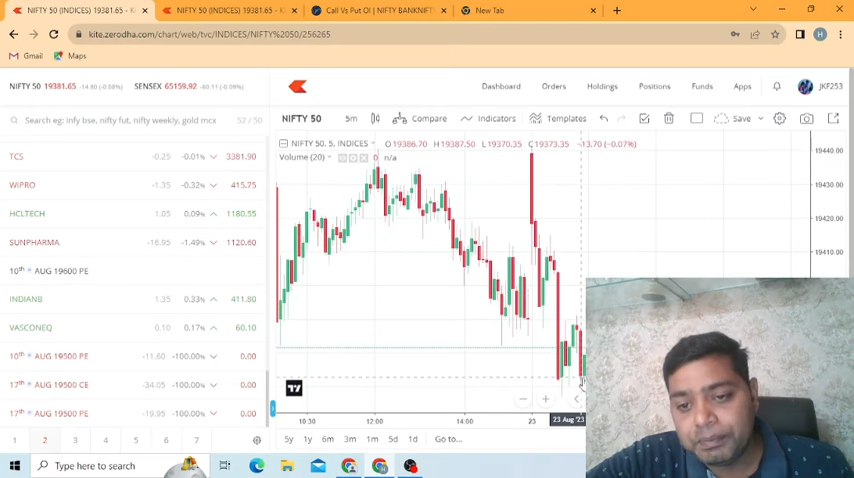 NIFTY 50 (INDICES) 19381.65 - K
NIFTY 50 (INDICES) 19381.65 - K
Call Vs Put OI | NIFTY BANKNIFT
New Tab
kite.zerodha.com/chart/web/tvc/INDICES/NIFTY%2050/256265
Gmail Maps
NIFTY 50 19381.65 -14.80 (-0.08%) SENSEX 65159.92 -60.11 (-0.09%)
Dashboard Orders Holdings Positions Funds Apps JKF253
Search eg: infy bse, nifty fut, nifty weekly, gold mcx 52 / 50
NIFTY 50 5m Compare Indicators Templates Save
TCS -0.25 -0.01% 3381.90
WIPRO -1.35 -0.32% 415.75
HCLTECH 1.05 0.09% 1180.55
SUNPHARMA -16.95 -1.49% 1120.60
10th AUG 19600 PE
INDIANB 1.35 0.33% 411.80
VASCONEQ 0.10 0.17% 60.10
10th AUG 19500 PE -11.60 -100.00% 0.00
17th AUG 19500 CE -34.05 -100.00% 0.00
17th AUG 19500 PE -19.95 -100.00% 0.00
1 2 3 4 5 6 7
NIFTY 50, 5, INDICES O 19386.70 H 19387.50 L 19370.35 C 19373.35 -13.70 (-0.07%)
Volume (20) 0 n/a
19440.00
19430.00
19420.00
19410.00
10:30 12:00 14:00 23 23 Aug '23
5y 1y 6m 3m 1m 5d 1d Go to...
Type here to search